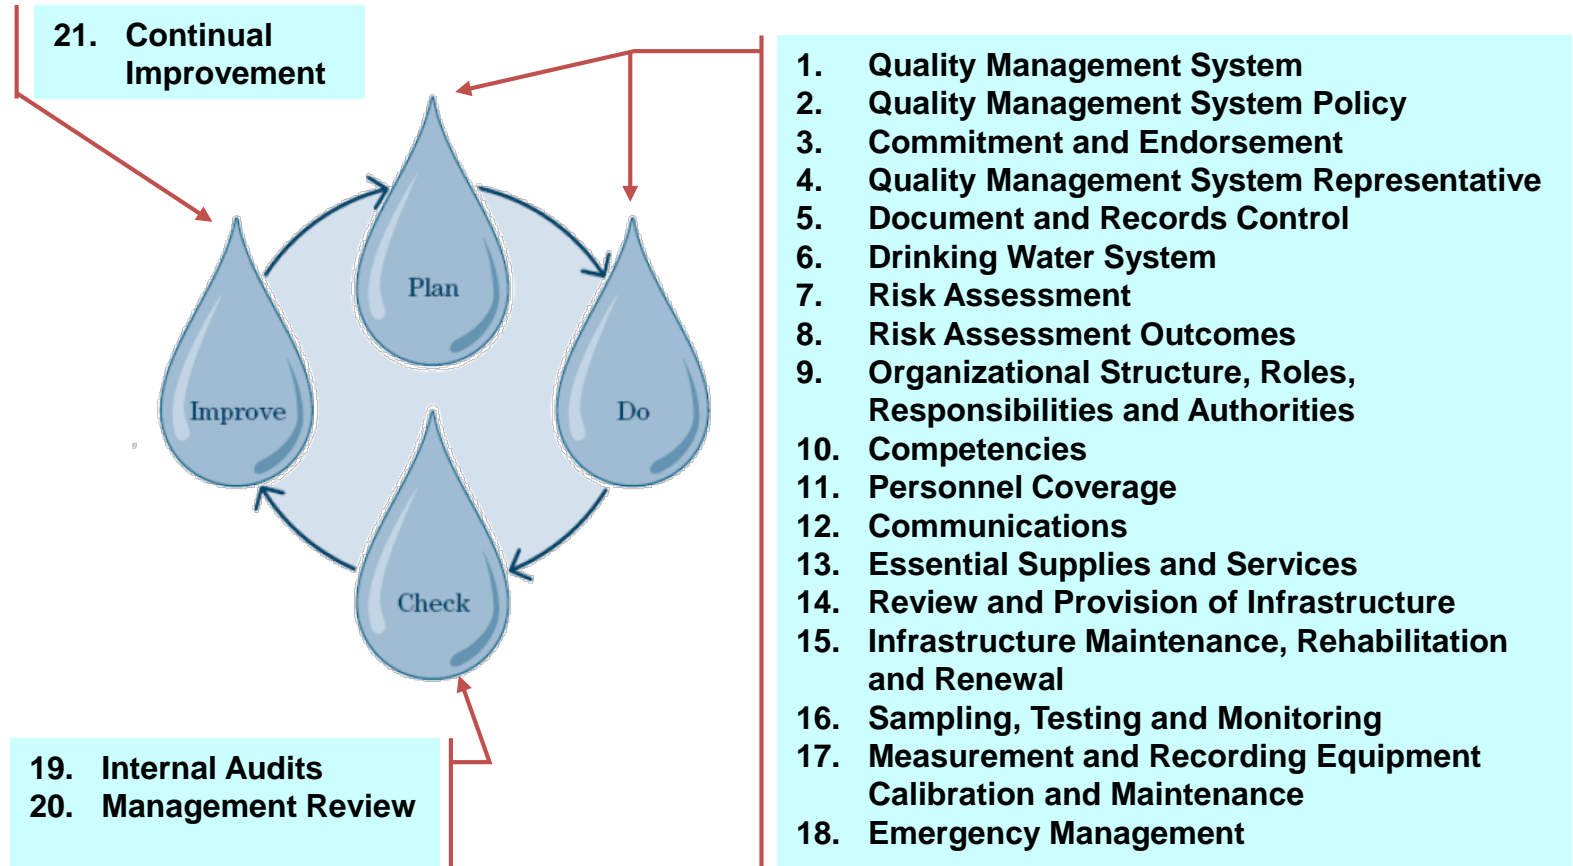 21. Continual
Improvement
Plan
Improve
Do
Check
19. Internal Audits
20. Management Review
1. Quality Management System
2. Quality Management System Policy
3. Commitment and Endorsement
4. Quality Management System Representative
5. Document and Records Control
6. Drinking Water System
7. Risk Assessment
8. Risk Assessment Outcomes
9. Organizational Structure, Roles,
Responsibilities and Authorities
10. Competencies
11. Personnel Coverage
12. Communications
13. Essential Supplies and Services
14. Review and Provision of Infrastructure
15. Infrastructure Maintenance, Rehabilitation
and Renewal
16. Sampling, Testing and Monitoring
17. Measurement and Recording Equipment
Calibration and Maintenance
18. Emergency Management